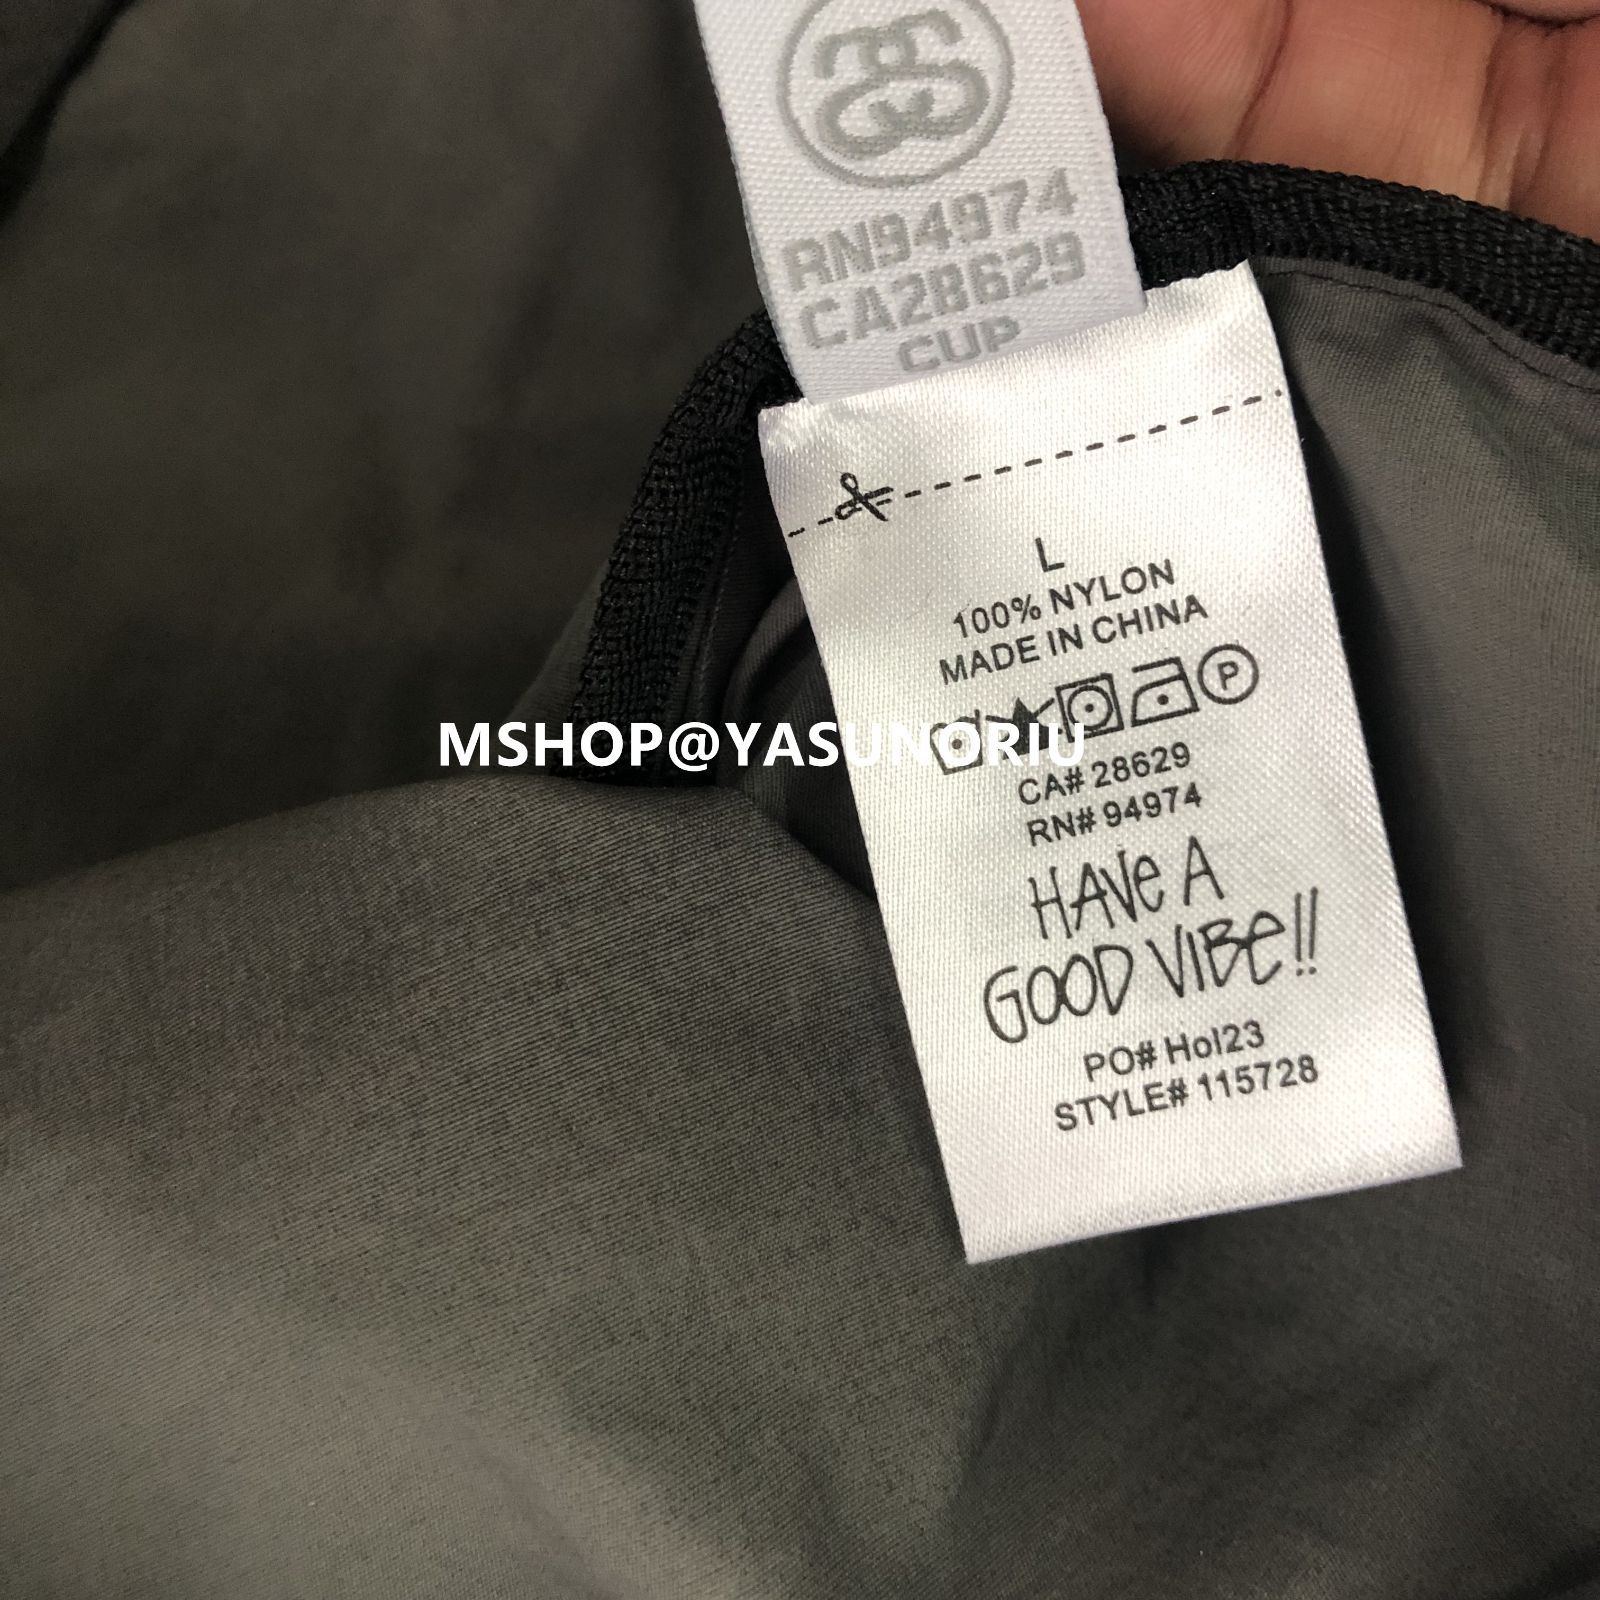 RN94974
CA28629
CUP
L
100% NYLON
MADE IN CHINA
P
MSHOP@YASUNORIU
CA# 28629
RN# 94974
HAVe A
GOOD VIBe!!
PO# Hol23
STYLE# 115728